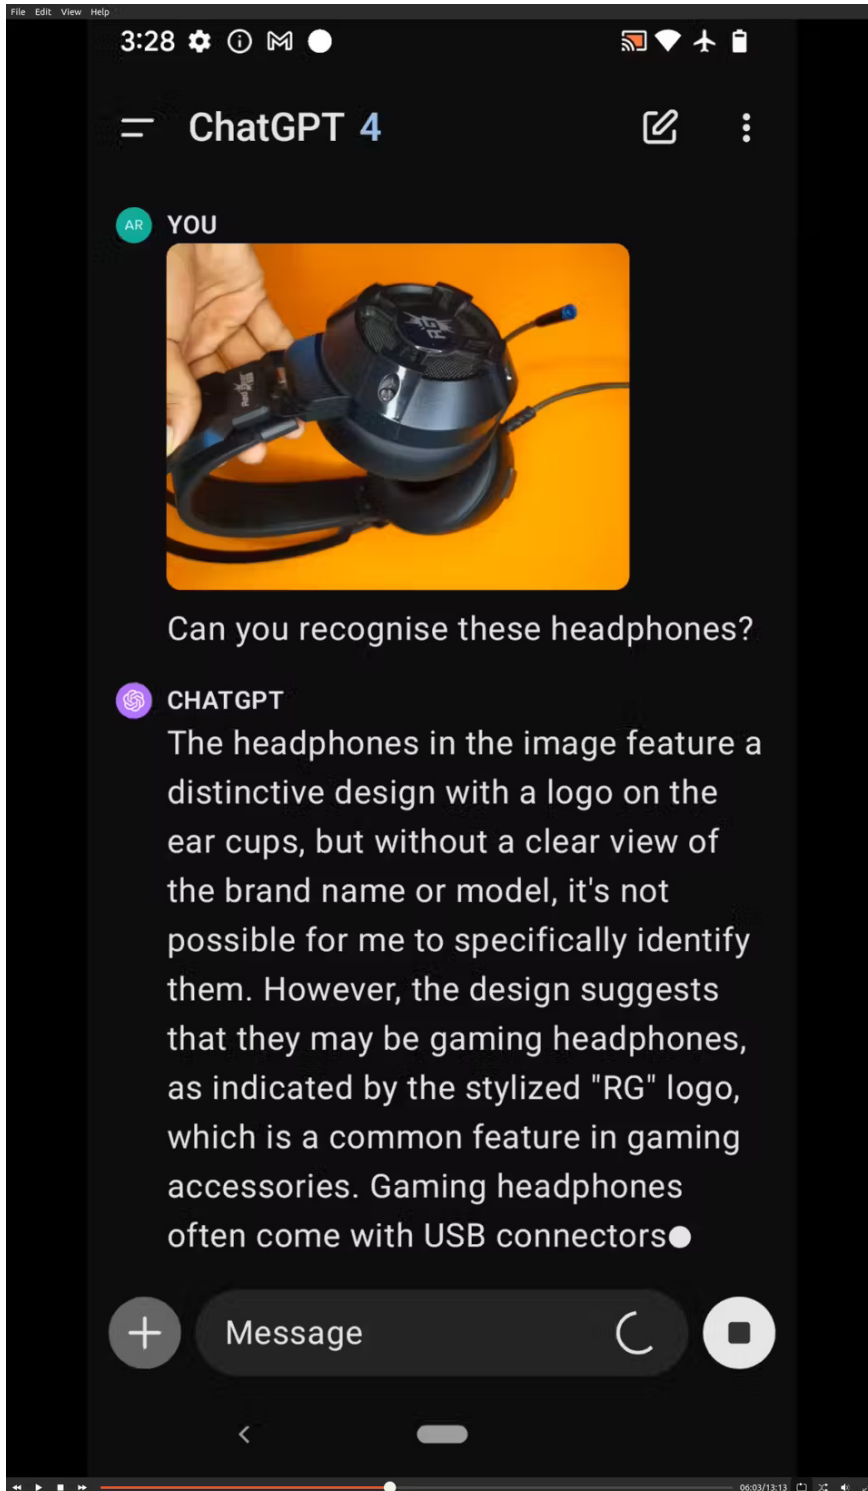 File Edit View Help
3:28
ChatGPT 4
AR YOU
RG
Can you recognise these headphones?
CHATGPT
The headphones in the image feature a
distinctive design with a logo on the
ear cups, but without a clear view of
the brand name or model, it's not
possible for me to specifically identify
them. However, the design suggests
that they may be gaming headphones,
as indicated by the stylized "RG" logo,
which is a common feature in gaming
accessories. Gaming headphones
often come with USB connectors
Message
06:03/13:13